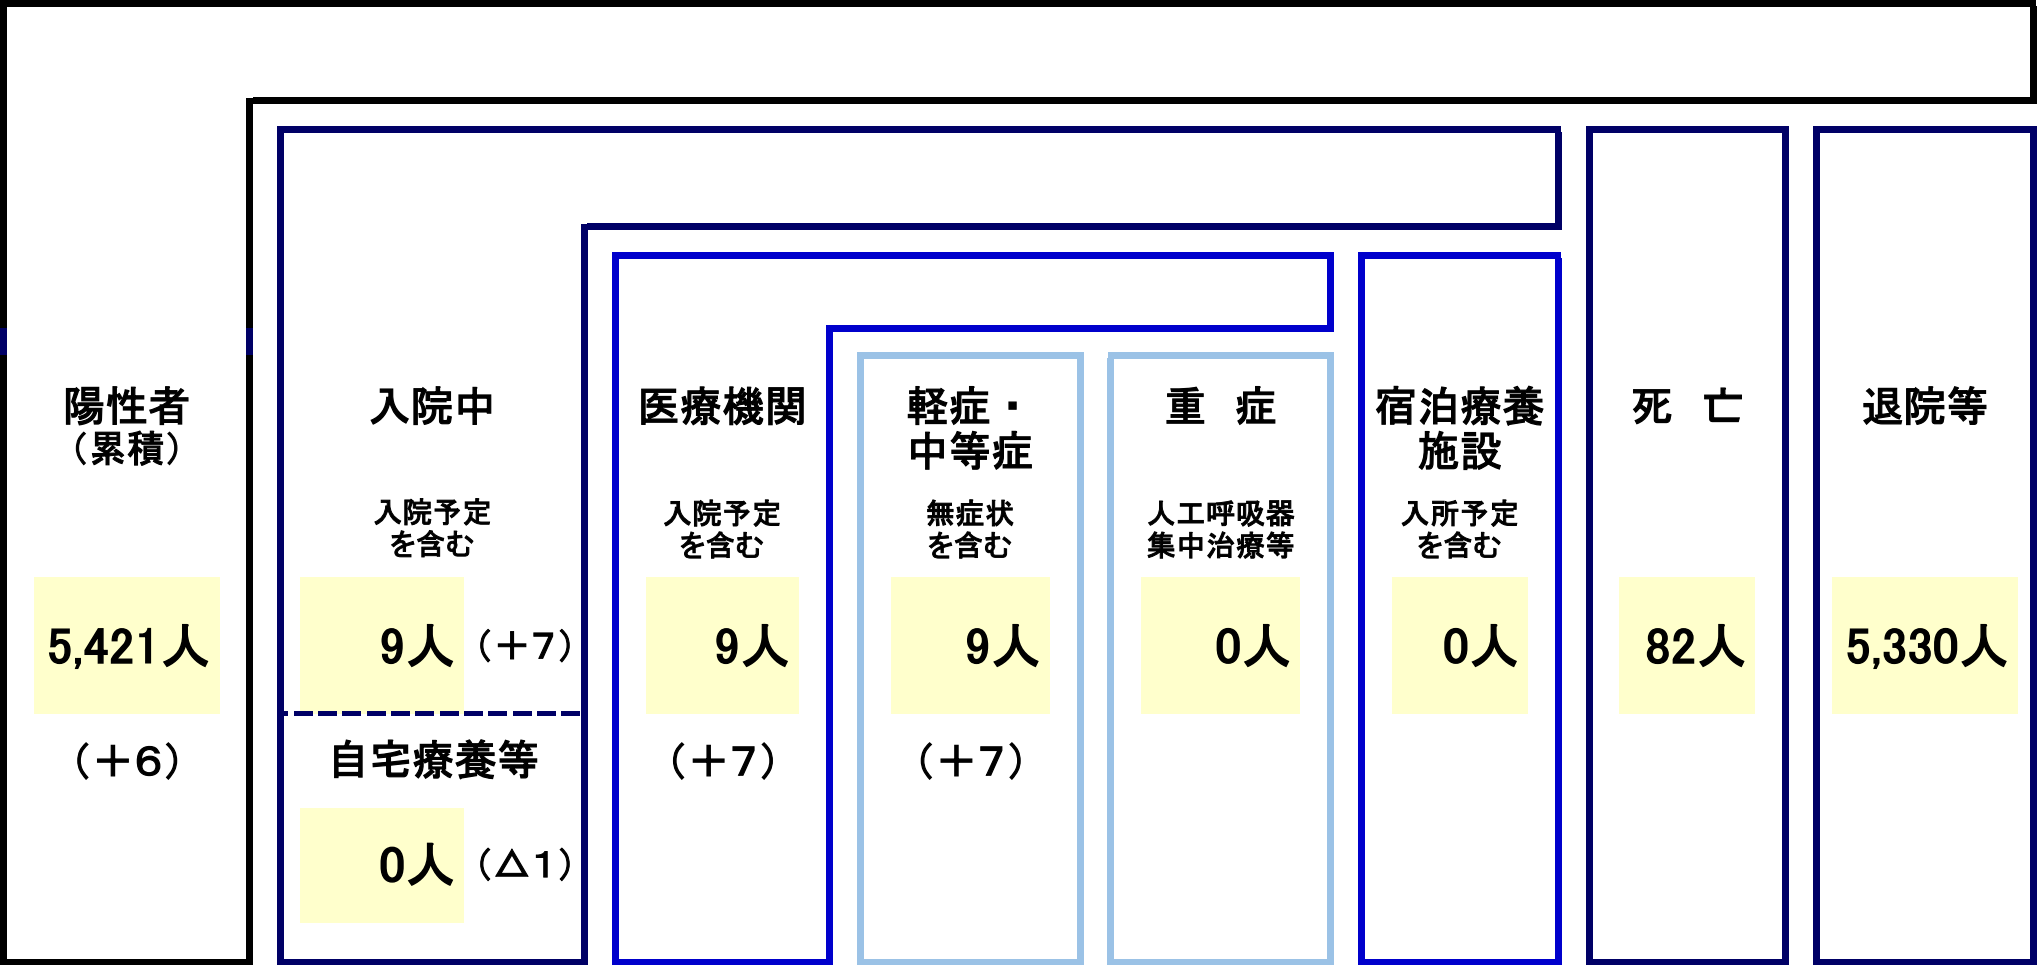 陽性者
（累積）
5,421人
（＋6）
入院中
入院予定
を含む
9人（＋7）
自宅療養等
0人（△1）
医療機関
入院予定
を含む
9人
（＋7）
軽症・
中等症
無症状
を含む
9人
（＋7）
重　症
人工呼吸器
集中治療等
0人
宿泊療養
施設
入所予定
を含む
0人
死　亡
82人
退院等
5,330人